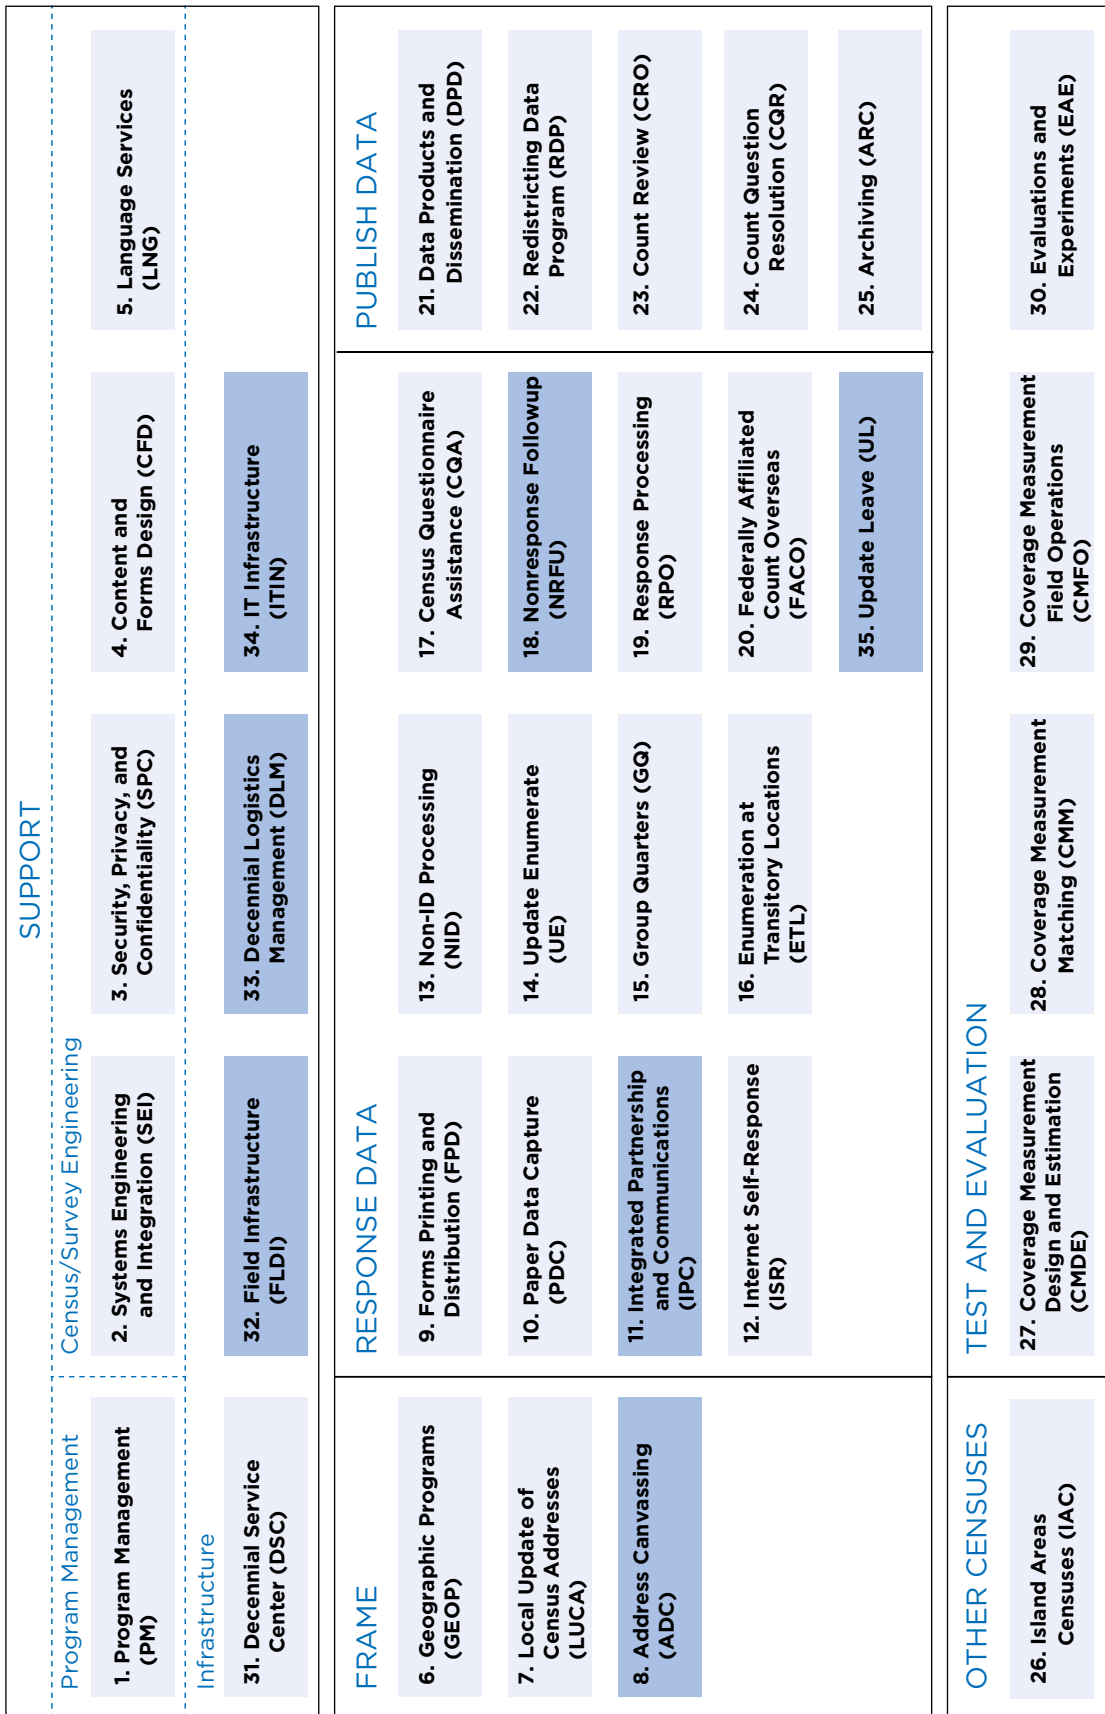 SUPPORT
Program Management
1. Program Management
(PM)
Census/Survey Engineering
2. Systems Engineering
and Integration (SEI)
3. Security, Privacy, and
Confidentiality (SPC)
4. Content and
Forms Design (CFD)
5. Language Services
(LNG)
Infrastructure
31. Decennial Service
Center (DSC)
32. Field Infrastructure
(FLDI)
33. Decennial Logistics
Management (DLM)
34. IT Infrastructure
(ITIN)
FRAME
6. Geographic Programs
(GEOP)
7. Local Update of
Census Addresses
(LUCA)
8. Address Canvassing
(ADC)
RESPONSE DATA
9. Forms Printing and
Distribution (FPD)
10. Paper Data Capture
(PDC)
11. Integrated Partnership
and Communications
(IPC)
12. Internet Self-Response
(ISR)
13. Non-ID Processing
(NID)
14. Update Enumerate
(UE)
15. Group Quarters (GQ)
16. Enumeration at
Transitory Locations
(ETL)
17. Census Questionnaire
Assistance (CQA)
18. Nonresponse Followup
(NRFU)
19. Response Processing
(RPO)
20. Federally Affiliated
Count Overseas
(FACO)
35. Update Leave (UL)
PUBLISH DATA
21. Data Products and
Dissemination (DPD)
22. Redistricting Data
Program (RDP)
23. Count Review (CRO)
24. Count Question
Resolution (CQR)
25. Archiving (ARC)
OTHER CENSUSES
26. Island Areas
Censuses (IAC)
TEST AND EVALUATION
27. Coverage Measurement
Design and Estimation
(CMDE)
28. Coverage Measurement
Matching (CMM)
29. Coverage Measurement
Field Operations
(CMFO)
30. Evaluations and
Experiments (EAE)